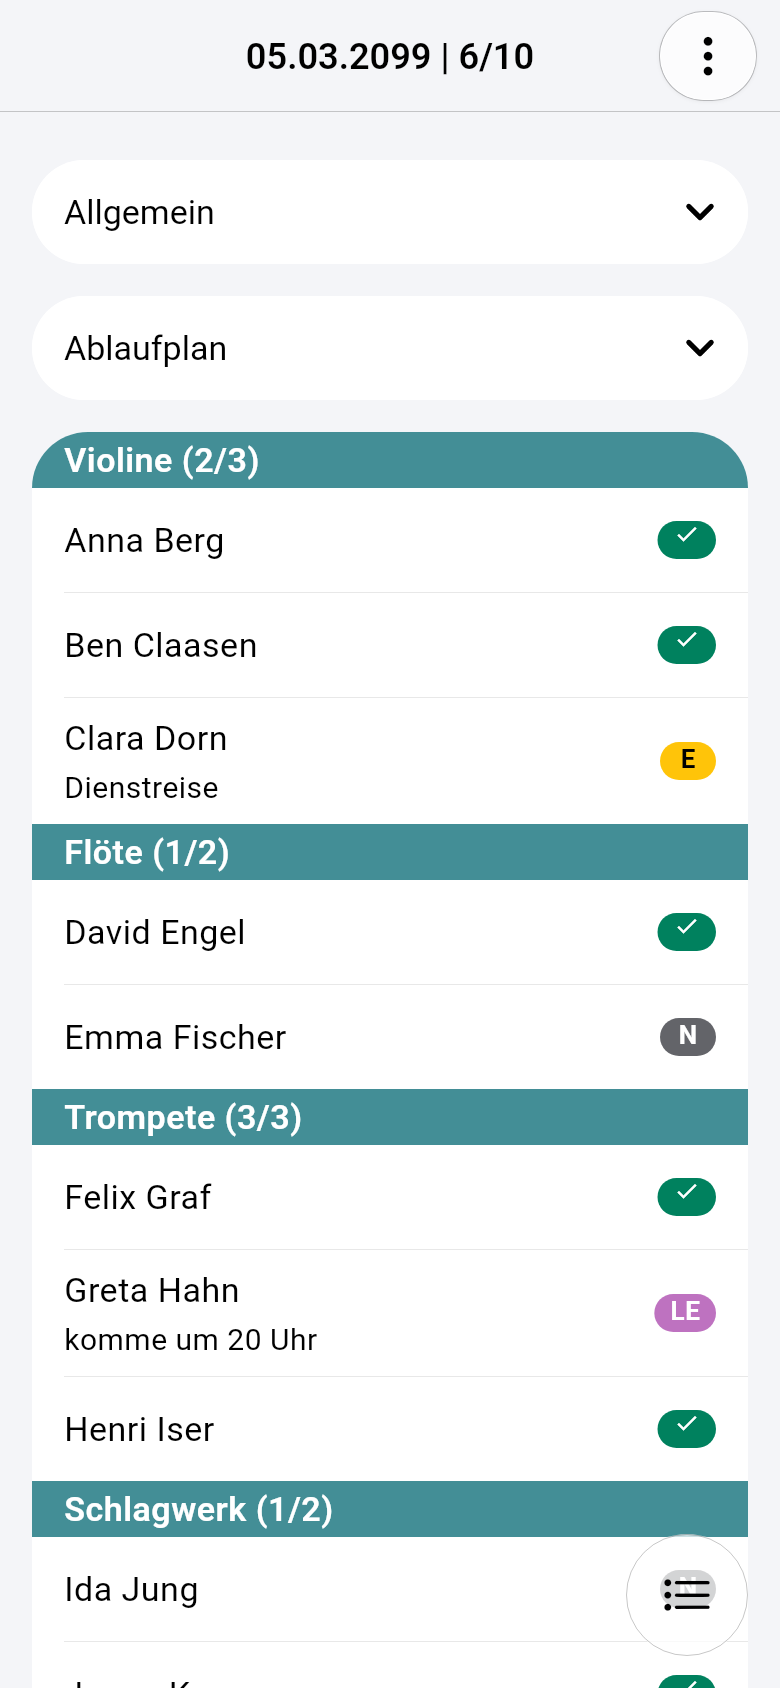 05.03.2099 | 6/10
Allgemein
Ablaufplan
Violine (2/3)
Anna Berg
Ben Claasen
Clara Dorn
E
Dienstreise
Flöte (1/2)
David Engel
Emma Fischer
N
Trompete (3/3)
Felix Graf
Greta Hahn
LE
komme um 20 Uhr
Henri Iser
Schlagwerk (1/2)
Ida Jung
N